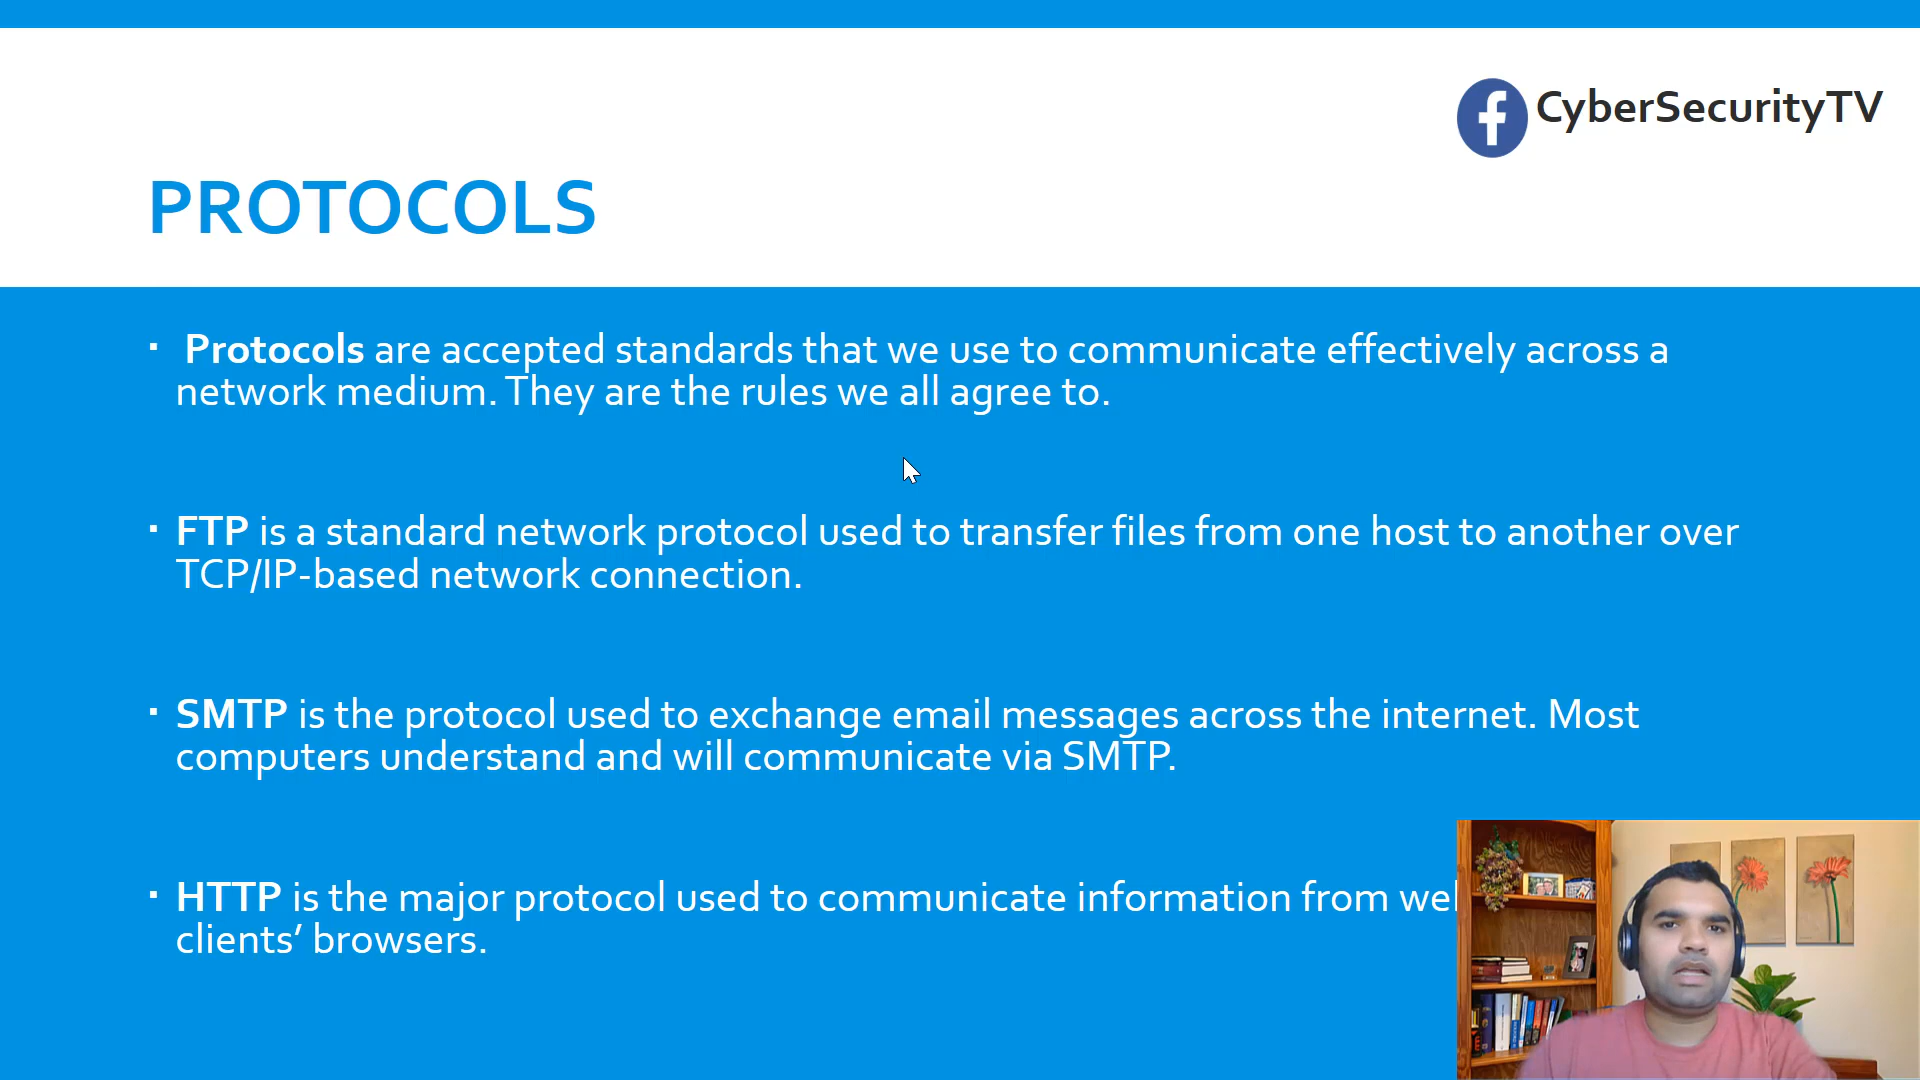 CyberSecurityTV
PROTOCOLS
▪ Protocols are accepted standards that we use to communicate effectively across a
network medium. They are the rules we all agree to.
▪ FTP is a standard network protocol used to transfer files from one host to another over
TCP/IP-based network connection.
▪ SMTP is the protocol used to exchange email messages across the internet. Most
computers understand and will communicate via SMTP.
▪ HTTP is the major protocol used to communicate information from
clients’ browsers.